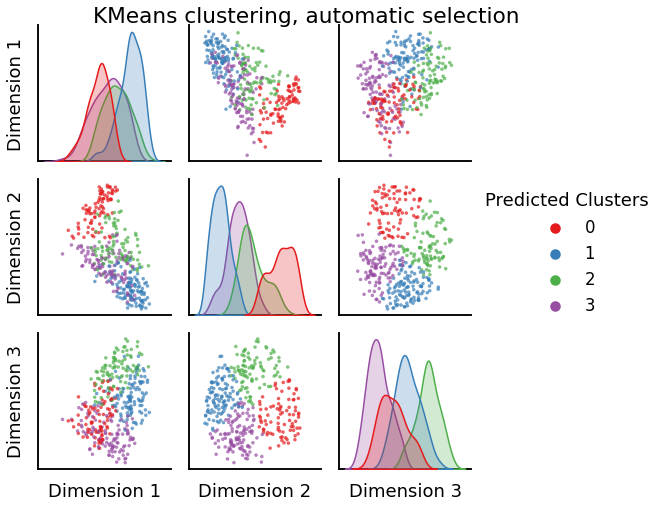 KMeans clustering, automatic selection
Dimension 1
Dimension 2
Dimension 3
Predicted Clusters
0
1
2
3
Dimension 1
Dimension 2
Dimension 3